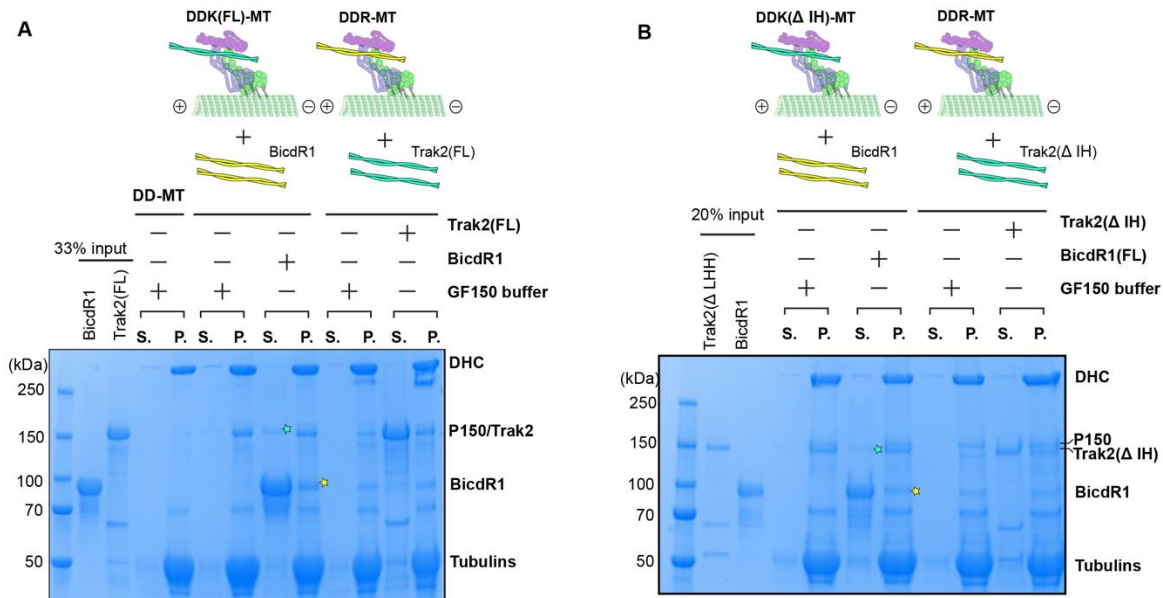 A
DDK(FL)-MT
DDR-MT
+
−
+
−
+
+
BicdR1
Trak2(FL)
DD-MT
33% input
BicdR1
Trak2(FL)
− − − − + Trak2(FL)
− − + − − BicdR1
+ + − + − GF150 buffer
S. P. S. P. S. P. S. P. S. P.
(kDa)
250
150
100
70
50
DHC
P150/Trak2
BicdR1
Tubulins
B
DDK(Δ IH)-MT
DDR-MT
+
−
+
−
+
+
BicdR1
Trak2(Δ IH)
20% input
Trak2(Δ LHH)
BicdR1
− − − + Trak2(Δ IH)
− + − − BicdR1(FL)
+ − + − GF150 buffer
S. P. S. P. S. P. S. P.
(kDa)
250
150
100
70
50
DHC
P150
Trak2(Δ IH)
BicdR1
Tubulins